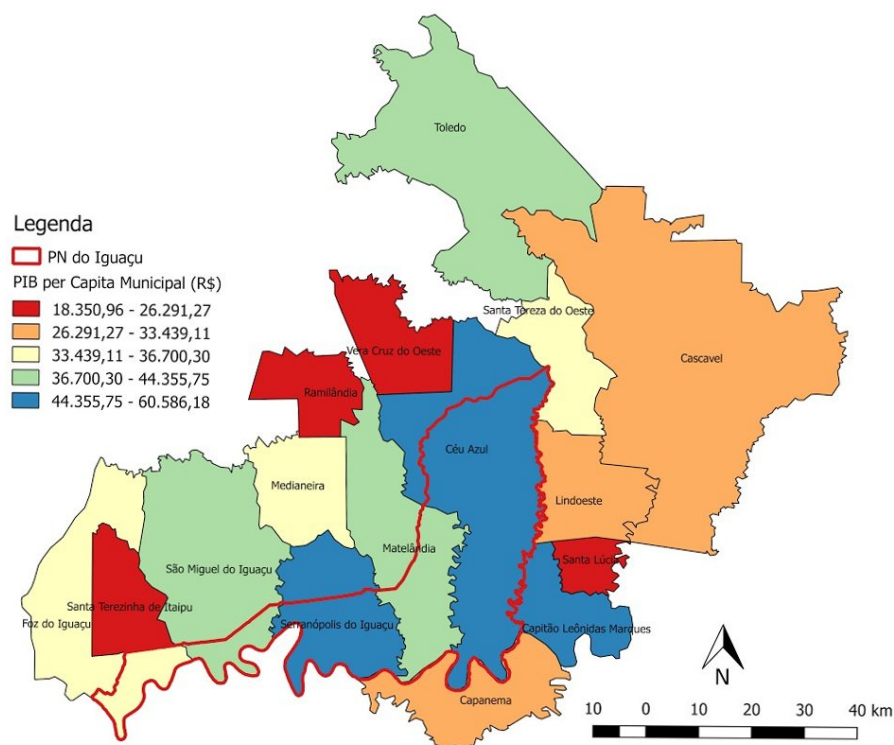 Toledo
Legenda
PN do Iguaçu
PIB per Capita Municipal (R$)
18.350,96 - 26.291,27
26.291,27 - 33.439,11
33.439,11 - 36.700,30
36.700,30 - 44.355,75
44.355,75 - 60.586,18
Santa Tereza do Oeste
Vera Cruz do Oeste
Cascavel
Ramilândia
Céu Azul
Medianeira
Lindoeste
Matelândia
Santa Lúcia
São Miguel do Iguaçu
Santa Terezinha de Itaipu
Foz do Iguaçu
Serranópolis do Iguaçu
Capitão Leônidas Marques
Capanema
N
10 0 10 20 30 40 km